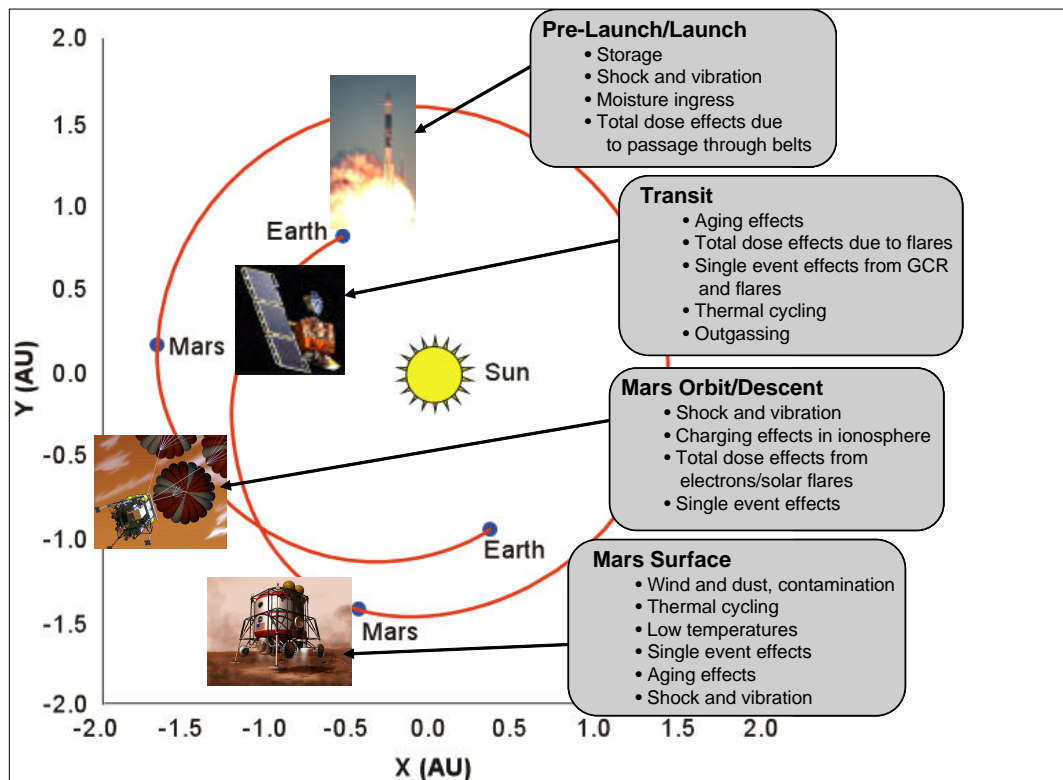 2.0
1.5
1.0
0.5
0.0
-0.5
-1.0
-1.5
-2.0
Y (AU)
-2.0 -1.5 -1.0 -0.5 0.0 0.5 1.0 1.5 2.0
X (AU)
Earth
Mars
Sun
Earth
Mars
Pre-Launch/Launch
• Storage
• Shock and vibration
• Moisture ingress
• Total dose effects due
to passage through belts
Transit
• Aging effects
• Total dose effects due to flares
• Single event effects from GCR
and flares
• Thermal cycling
• Outgassing
Mars Orbit/Descent
• Shock and vibration
• Charging effects in ionosphere
• Total dose effects from
electrons/solar flares
• Single event effects
Mars Surface
• Wind and dust, contamination
• Thermal cycling
• Low temperatures
• Single event effects
• Aging effects
• Shock and vibration